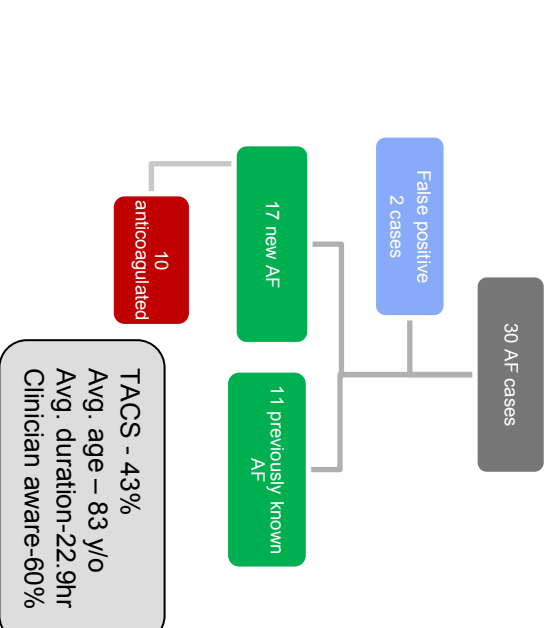 30 AF cases
False positive
2 cases
17 new AF
11 previously known
AF
10
anticoagulated
TACS - 43%
Avg. age – 83 y/o
Avg. duration-22.9hr
Clinician aware-60%